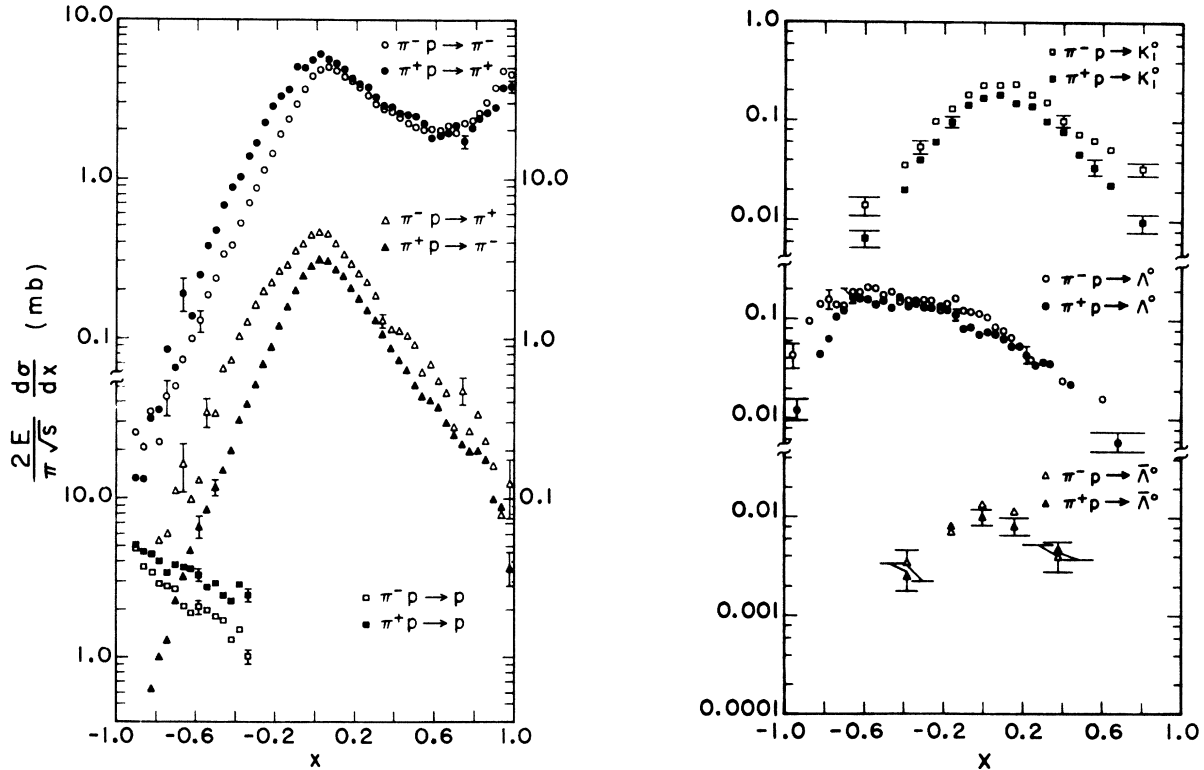 10.0
1.0
0.1
10.0
1.0
10.0
1.0
0.1
2E/π√s dσ/dx (mb)
○ π⁻ p → π⁻
● π⁺ p → π⁺
△ π⁻ p → π⁺
▲ π⁺ p → π⁻
□ π⁻ p → p
■ π⁺ p → p
-1.0 -0.6 -0.2 0.2 0.6 1.0
x
1.0
0.1
0.01
0.1
0.01
0.010
0.001
0.0001
□ π⁻ p → K₁⁰
■ π⁺ p → K₁⁰
○ π⁻ p → Λ⁰
● π⁺ p → Λ⁰
△ π⁻ p → Λ̄⁰
▲ π⁺ p → Λ̄⁰
-1.0 -0.6 -0.2 0.2 0.6 1.0
x